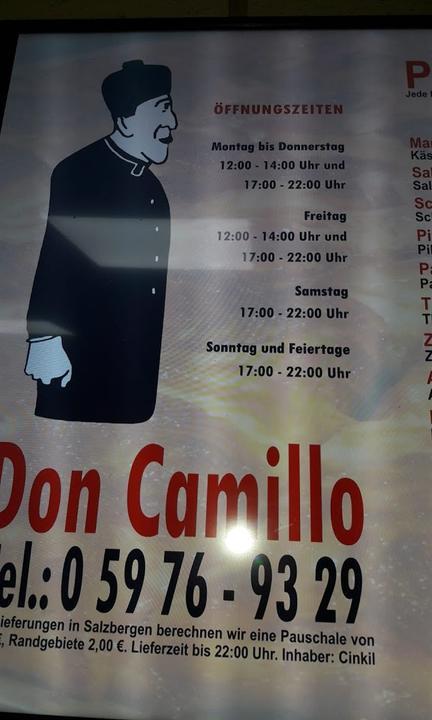 ÖFFNUNGSZEITEN
Montag bis Donnerstag
12:00 - 14:00 Uhr und
17:00 - 22:00 Uhr
Freitag
12:00 - 14:00 Uhr und
17:00 - 22:00 Uhr
Samstag
17:00 - 22:00 Uhr
Sonntag und Feiertage
17:00 - 22:00 Uhr
Don Camillo
el.: 0 59 76 - 93 29
ieferungen in Salzbergen berechnen wir eine Pauschale von
€, Randgebiete 2,00 €. Lieferzeit bis 22:00 Uhr. Inhaber: Cinkil
P
Jede